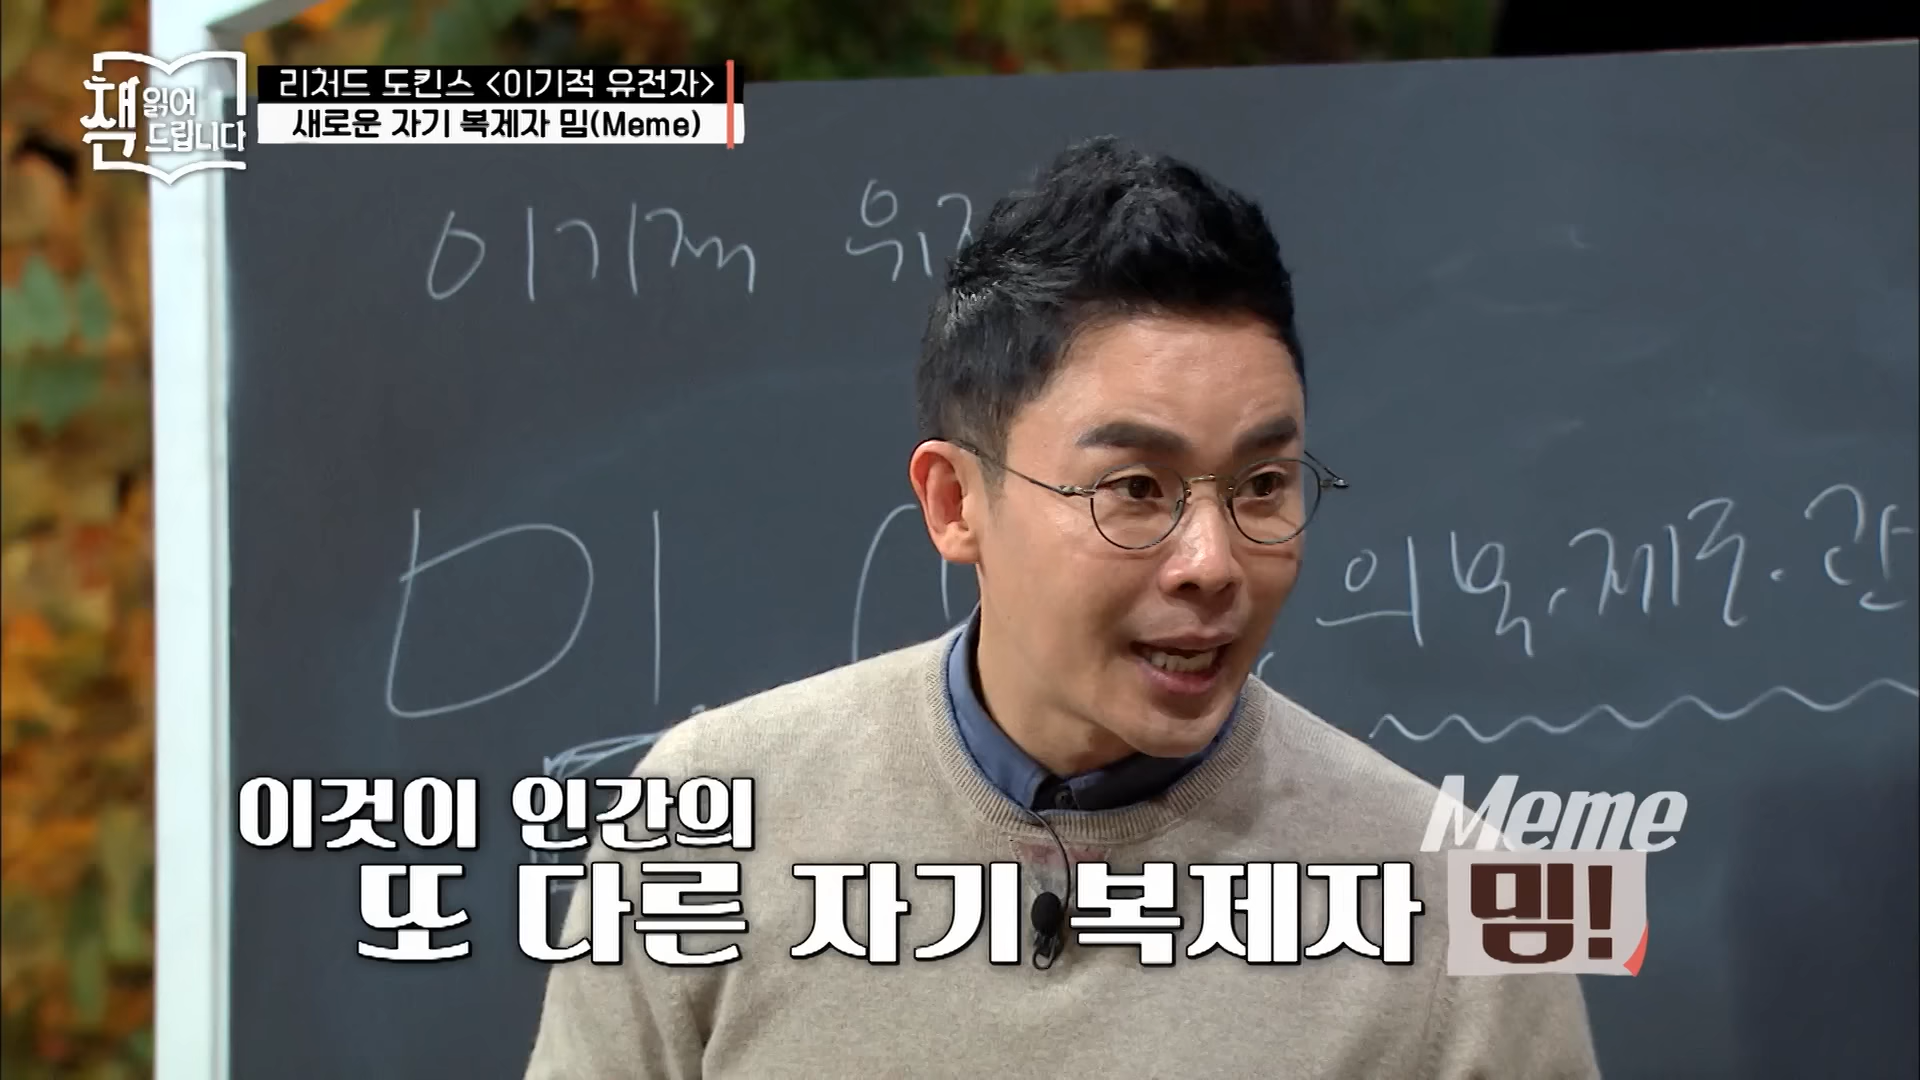 책 읽어
드립니다
리처드 도킨스 <이기적 유전자>
새로운 자기 복제자 밈(Meme)
이기적 유
의복·제도·관
이것이 인간의
Meme
또 다른 자기 복제자 밈!